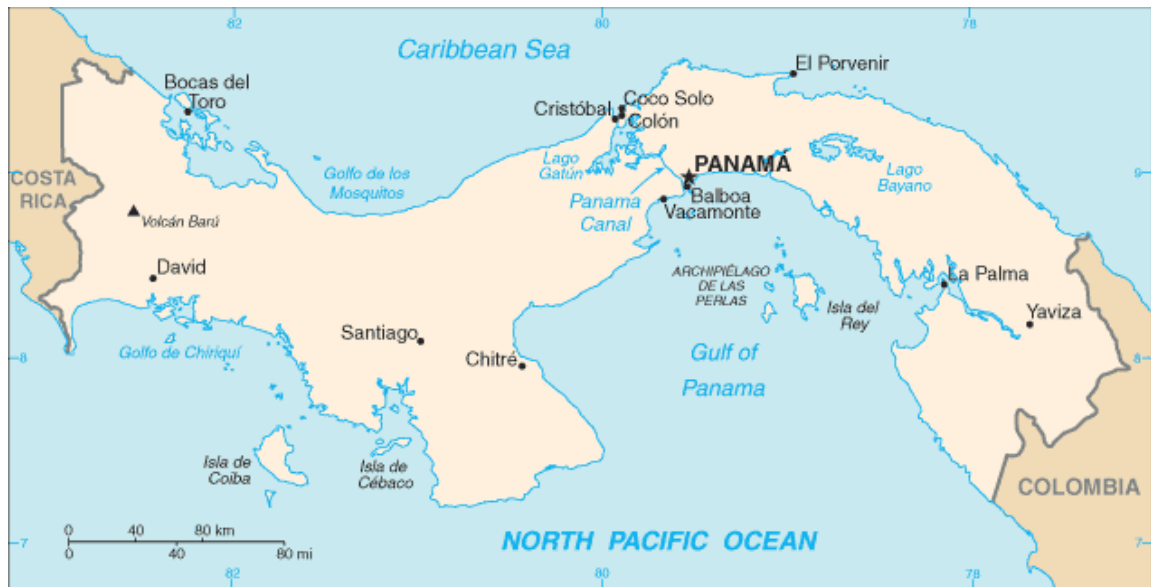 82
80
78
Caribbean Sea
El Porvenir
Bocas del
Toro
Coco Solo
Cristóbal
Colón
Lago
Gatún
PANAMÁ
Lago
Bayano
9
9
COSTA
RICA
Golfo de los
Mosquitos
Panama
Canal
Balboa
Vacamonte
Volcán Barú
David
ARCHIPIÉLAGO
DE LAS
PERLAS
La Palma
Isla del
Rey
Yaviza
Santiago
Golfo de Chiriquí
Chitré
Gulf of
Panama
8
8
Isla de
Coiba
Isla de
Cébaco
COLOMBIA
0 40 80 km
0 40 80 mi
NORTH PACIFIC OCEAN
7
7
82
80
78